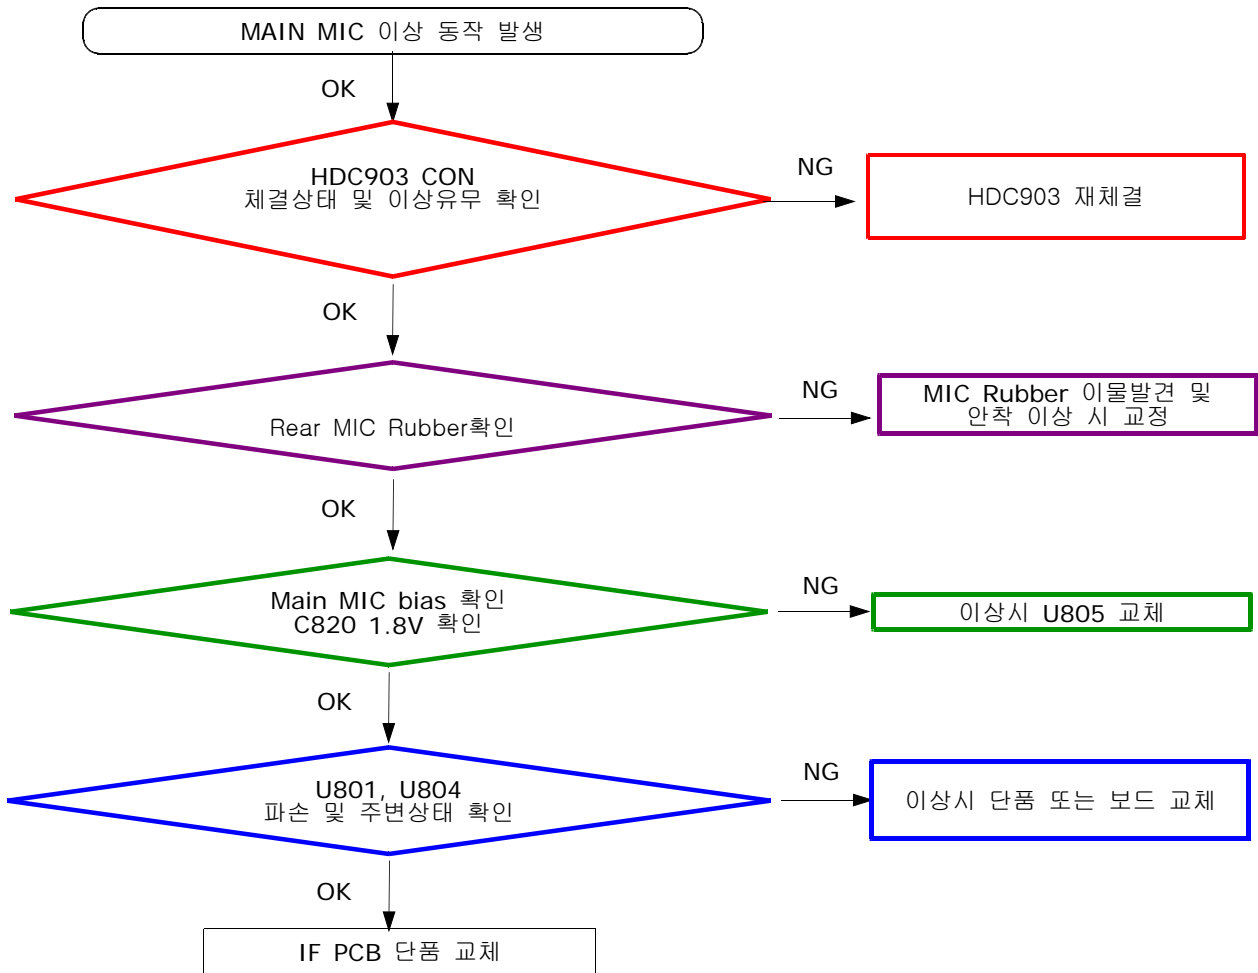 MAIN MIC 이상 동작 발생
OK
HDC903 CON
체결상태 및 이상유무 확인
NG
HDC903 재체결
OK
Rear MIC Rubber확인
NG
MIC Rubber 이물발견 및
안착 이상 시 교정
OK
Main MIC bias 확인
C820 1.8V 확인
NG
이상시 U805 교체
OK
U801, U804
파손 및 주변상태 확인
NG
이상시 단품 또는 보드 교체
OK
IF PCB 단품 교체